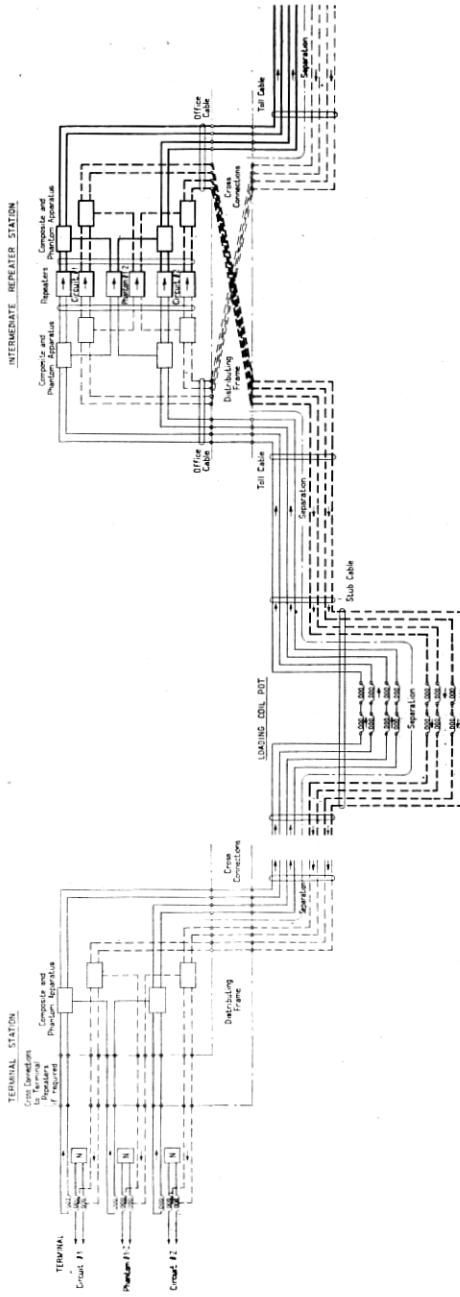 INTERMEDIATE REPEATER STATION
Composite and
Phantom Apparatus
Repeaters
Composite and
Phantom Apparatus
Circuit #1
Phantom #1-2
Circuit #2
Office
Cable
Office
Cable
Distributing
Frame
Cross
Connections
Toll Cable
Separation
Toll Cable
Separation
LOADING COIL POT
Separation
Stub Cable
TERMINAL STATION
Cross Connections
to Terminal
Repeaters
if required
Composite and
Phantom Apparatus
TERMINAL
Circuit #1
N
Phantom #1-2
N
Circuit #2
N
Distributing
Frame
Cross
Connections
Separation